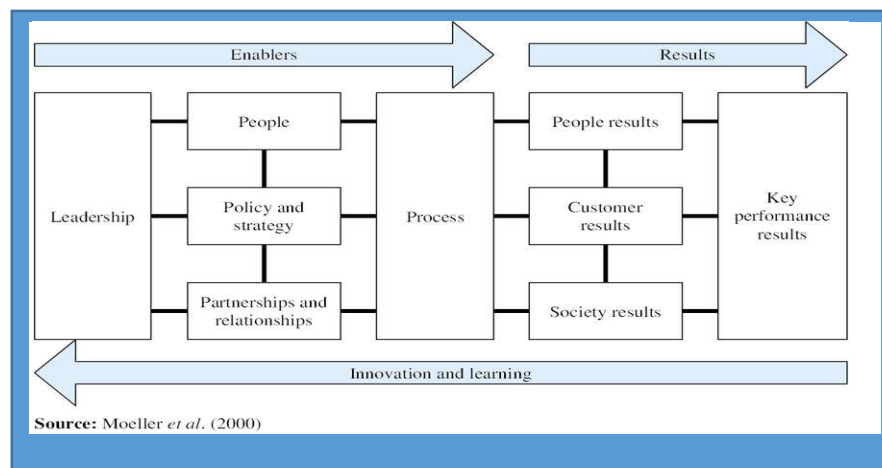 Enablers
Results
People
People results
Leadership
Policy and
strategy
Process
Customer
results
Key
performance
results
Partnerships and
relationships
Society results
Innovation and learning
Source: Moeller et al. (2000)